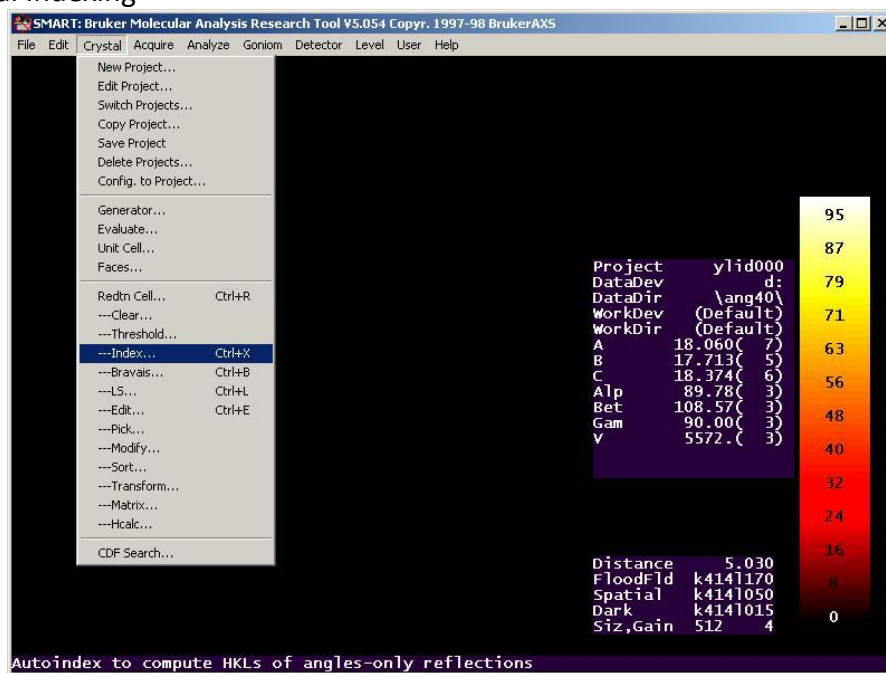 SMART: Bruker Molecular Analysis Research Tool V5.054 Copyr. 1997-98 BrukerAXS
File Edit Crystal Acquire Analyze Goniom Detector Level User Help
New Project...
Edit Project...
Switch Projects...
Copy Project...
Save Project
Delete Projects...
Config. to Project...
Generator...
Evaluate...
Unit Cell...
Faces...
Redtn Cell... Ctrl+R
---Clear...
---Threshold...
---Index... Ctrl+X
---Bravais... Ctrl+B
---LS... Ctrl+L
---Edit... Ctrl+E
---Pick...
---Modify...
---Sort...
---Transform...
---Matrix...
---Hcalc...
CDF Search...
Project ylid000
DataDev d:
DataDir \ang40\
WorkDev (Default)
WorkDir (Default)
A 18.060( 7)
B 17.713( 5)
C 18.374( 6)
Alp 89.78( 3)
Bet 108.57( 3)
Gam 90.00( 3)
V 5572.( 3)
Distance 5.030
FloodFld k4141170
Spatial k4141050
Dark k4141015
Siz,Gain 512 4
95
87
79
71
63
56
48
40
32
24
16
8
0
Autoindex to compute HKLs of angles-only reflections